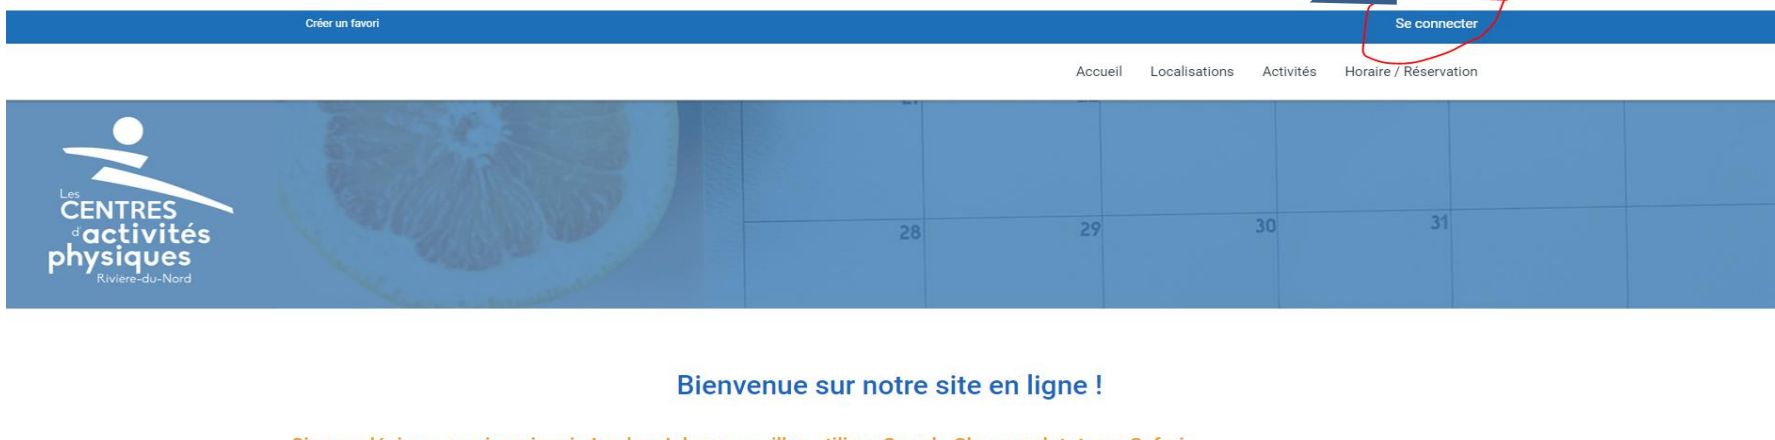 Créer un favori
Se connecter
Accueil Localisations Activités Horaire / Réservation
Les
CENTRES
d'activités
physiques
Rivière-du-Nord
28 29 30 31
Bienvenue sur notre site en ligne !